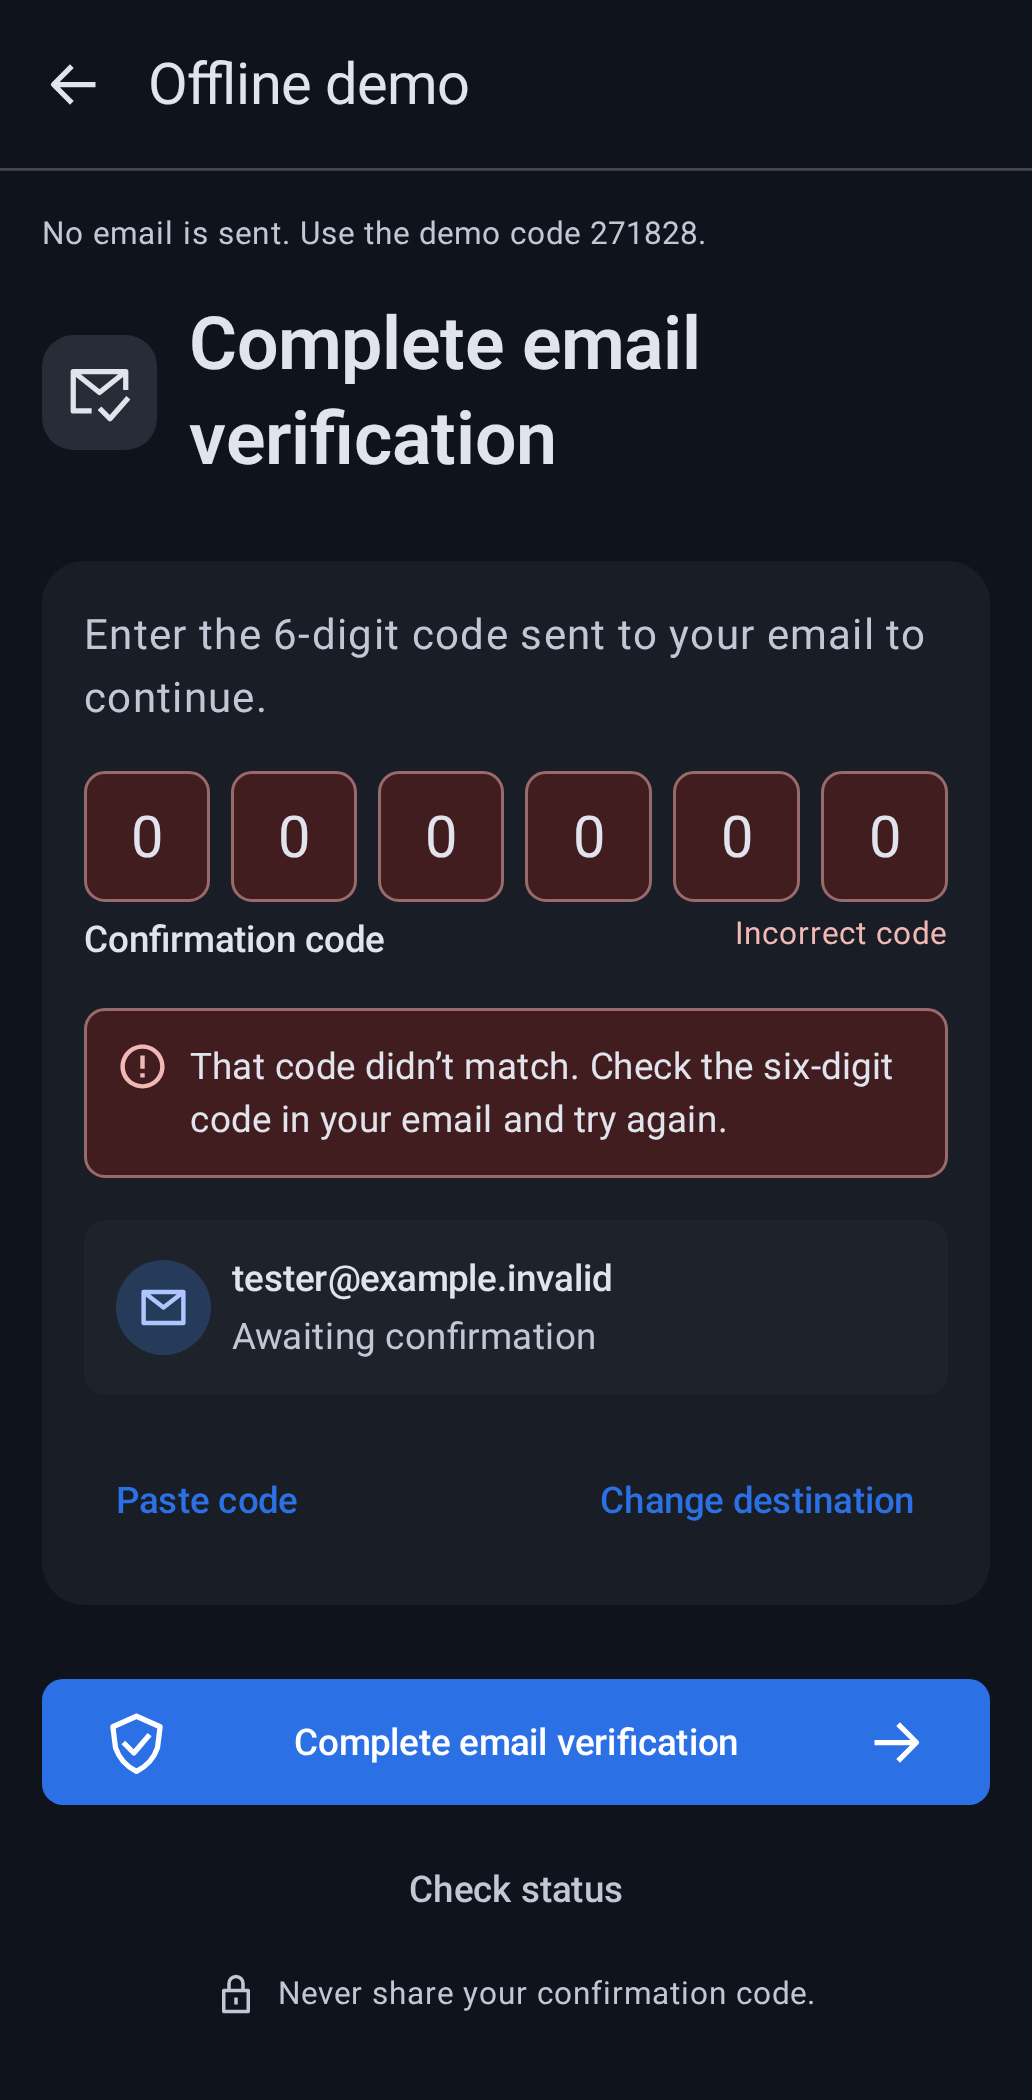 Offline demo
No email is sent. Use the demo code 271828.
Complete email
verification
Enter the 6-digit code sent to your email to
continue.
0 0 0 0 0 0
Confirmation code
Incorrect code
That code didn’t match. Check the six-digit
code in your email and try again.
tester@example.invalid
Awaiting confirmation
Paste code
Change destination
Complete email verification
Check status
Never share your confirmation code.